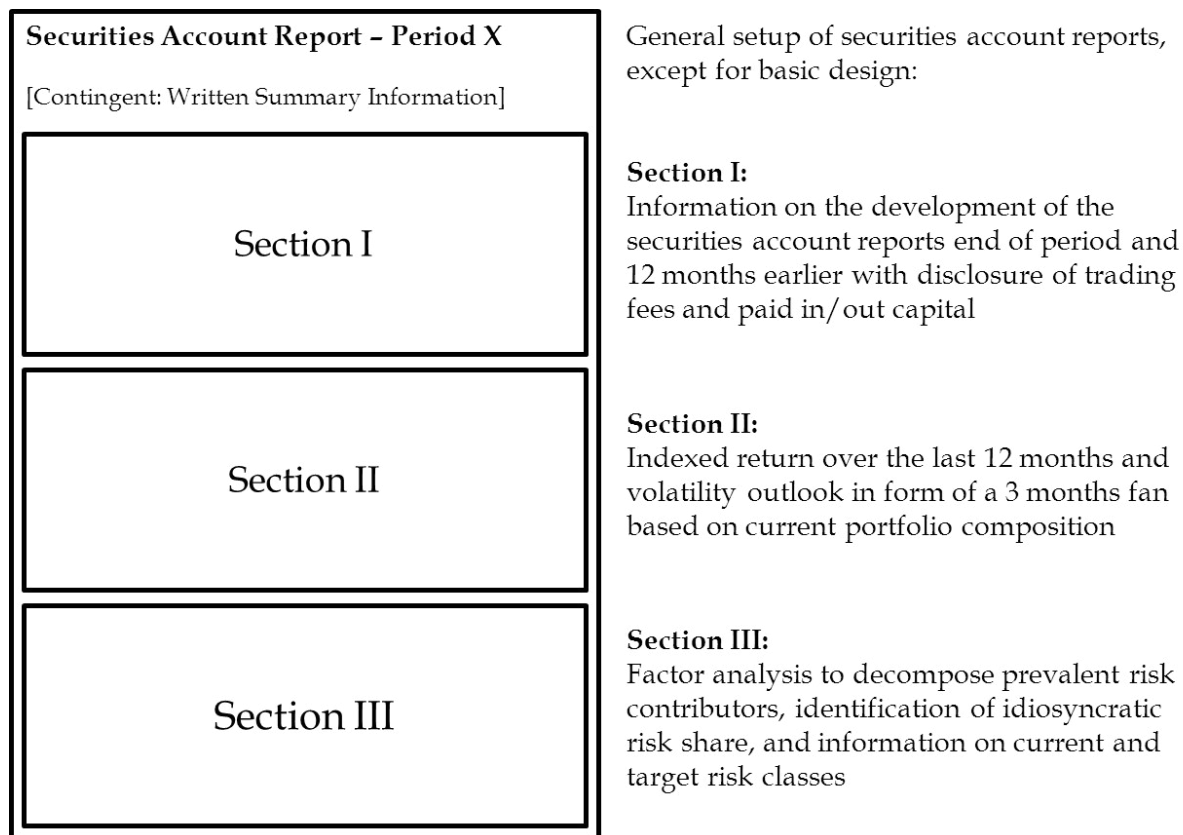 Securities Account Report – Period X
[Contingent: Written Summary Information]
Section I
Section II
Section III
General setup of securities account reports,
except for basic design:
Section I:
Information on the development of the
securities account reports end of period and
12 months earlier with disclosure of trading
fees and paid in/out capital
Section II:
Indexed return over the last 12 months and
volatility outlook in form of a 3 months fan
based on current portfolio composition
Section III:
Factor analysis to decompose prevalent risk
contributors, identification of idiosyncratic
risk share, and information on current and
target risk classes